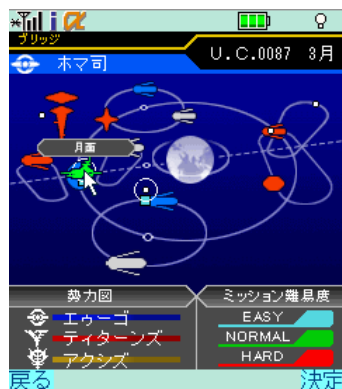 iα
ブリッジ
U.C.0087 3月
ホマ司
月面
勢力図
エゥーゴ
ティターンズ
アクシズ
ミッション難易度
EASY
NORMAL
HARD
戻る
決定